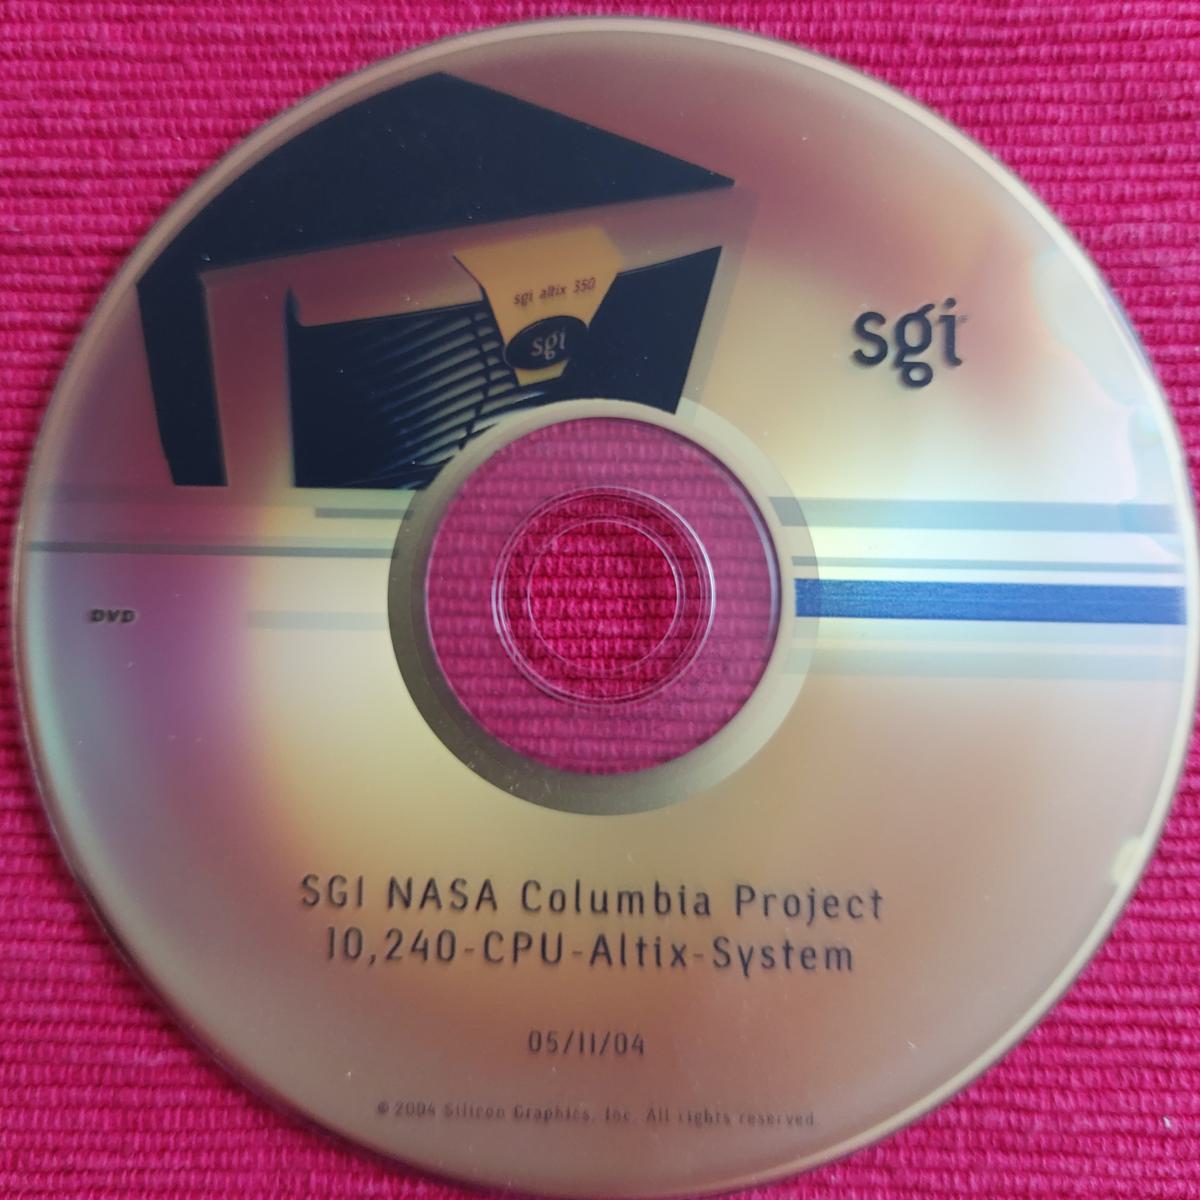 sgi altix 350
sgi
sgi
DVD
SGI NASA Columbia Project
10,240-CPU-Altix-System
05/11/04
© 2004 Silicon Graphics, Inc. All rights reserved.